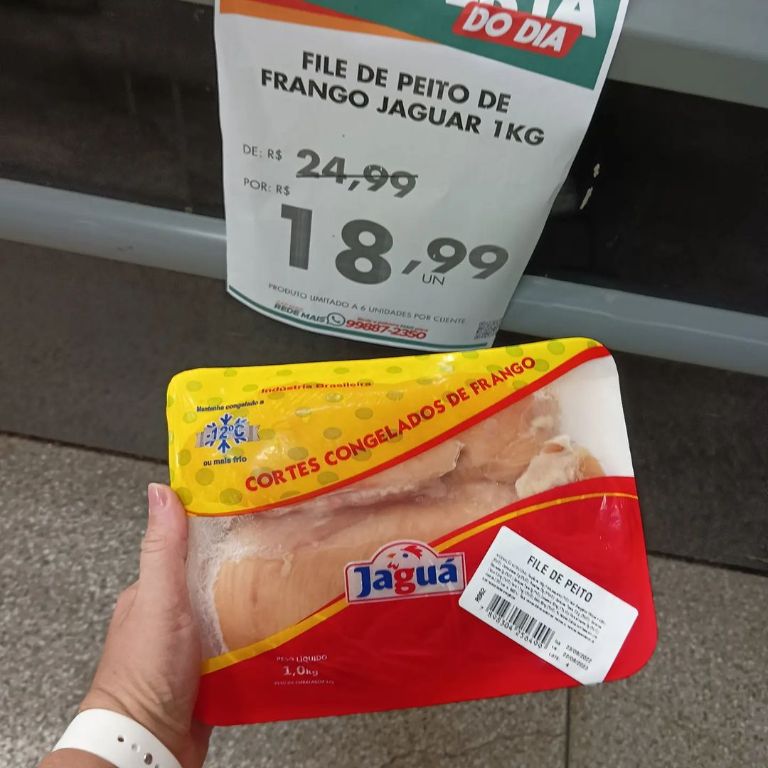 DO DIA
FILE DE PEITO DE
FRANGO JAGUAR 1KG
DE: R$ 24,99
POR: R$ 18,99
UN
PRODUTO LIMITADO A 6 UNIDADES POR CLIENTE
REDE MAIS 99887-2350
Indústria Brasileira
Mantenha congelado a
-12°C
ou mais frio
CORTES CONGELADOS DE FRANGO
Jaguá
FILE DE PEITO
PESO LÍQUIDO
1,0kg